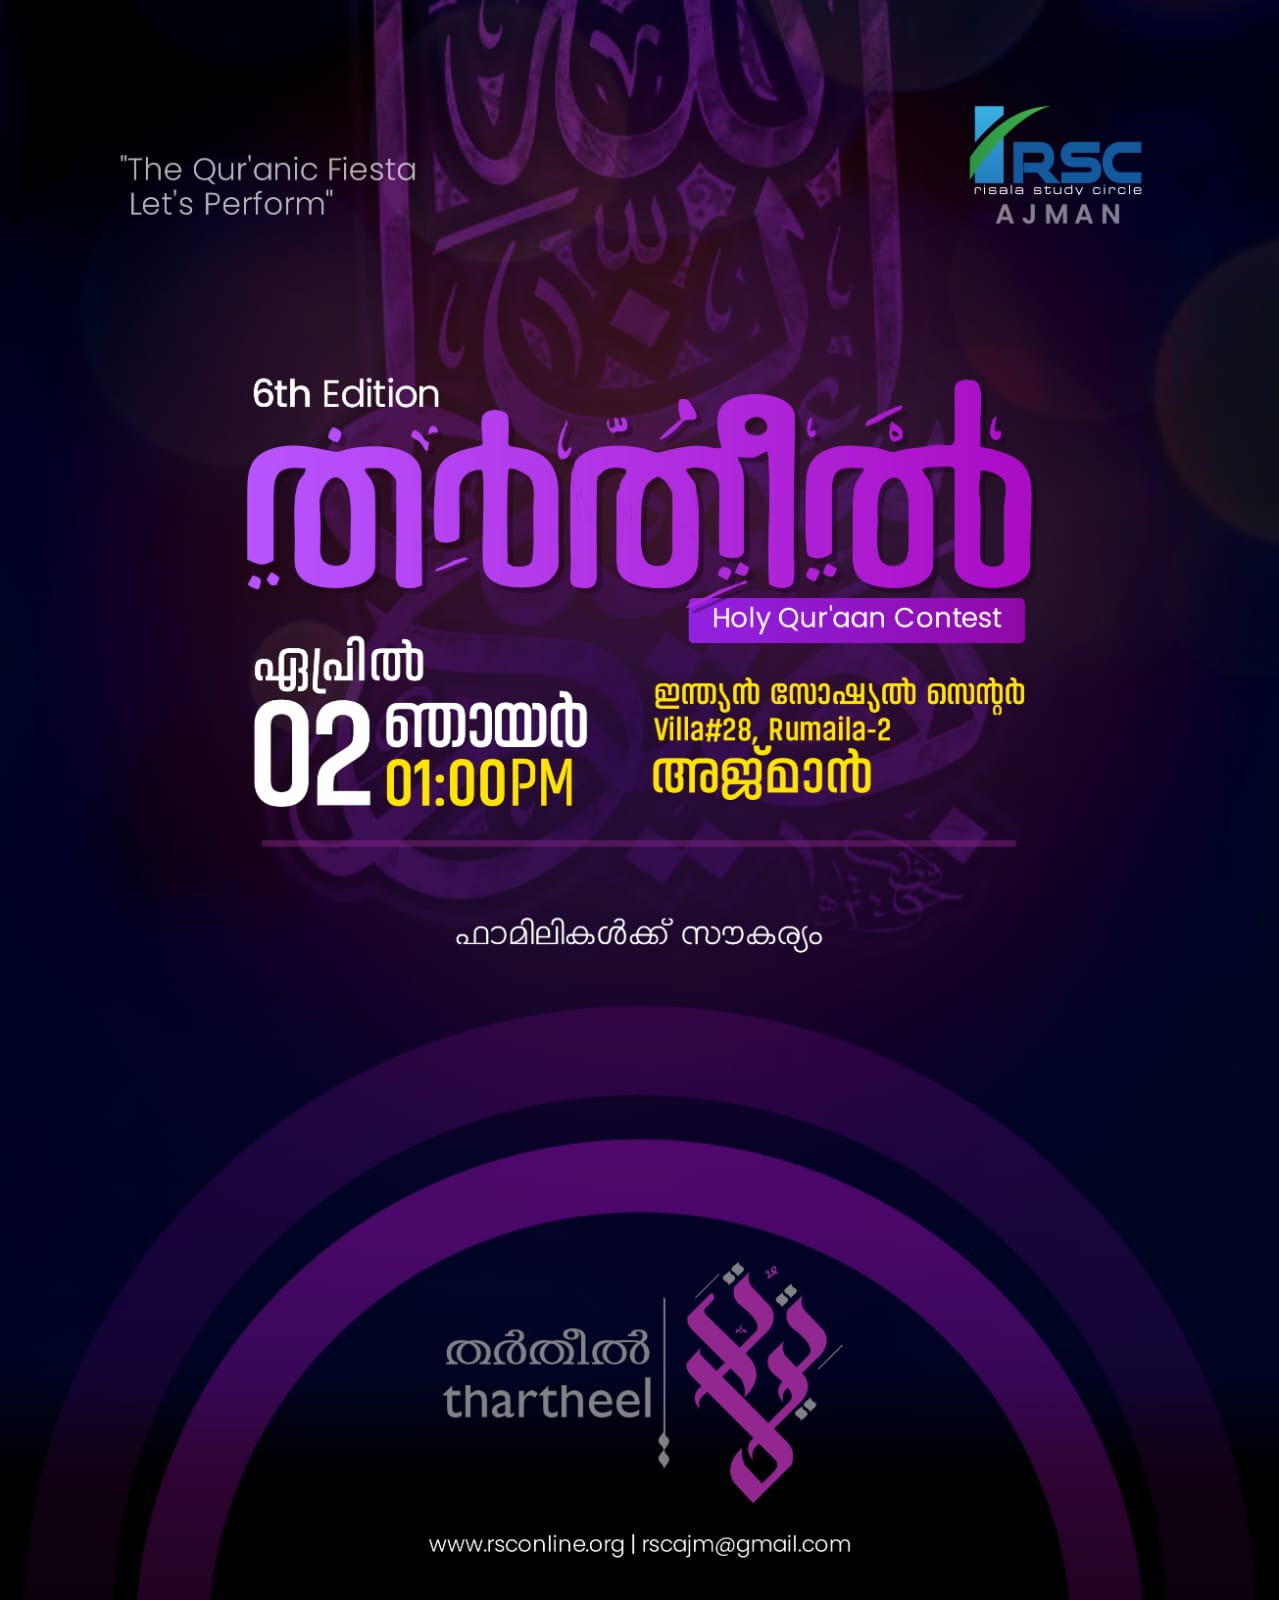 "The Qur'anic Fiesta
Let's Perform"
RSC
risala study circle
AJMAN
6th Edition
തർതീൽ
Holy Qur'aan Contest
ഏപ്രിൽ
02 ഞായർ
01:00PM
ഇന്ത്യൻ സോഷ്യൽ സെന്റർ
Villa#28, Rumaila-2
അജ്മാൻ
ഫാമിലികൾക്ക് സൗകര്യം
തർതീൽ
thartheel
www.rsconline.org | rscajm@gmail.com